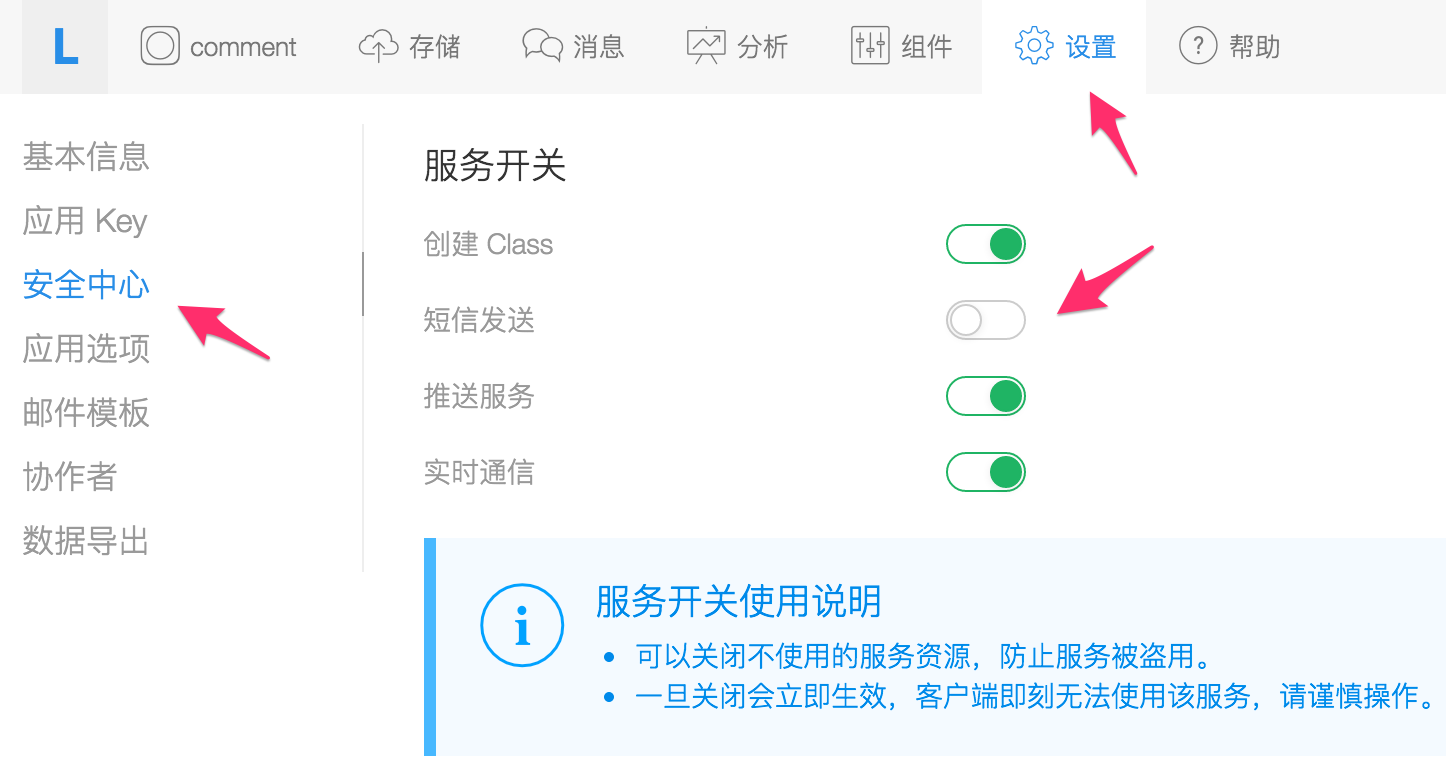 L comment 存储 消息 分析 组件 设置 ? 帮助
基本信息
应用 Key
安全中心
应用选项
邮件模板
协作者
数据导出
服务开关
创建 Class
短信发送
推送服务
实时通信
i
服务开关使用说明
• 可以关闭不使用的服务资源，防止服务被盗用。
• 一旦关闭会立即生效，客户端即刻无法使用该服务，请谨慎操作。